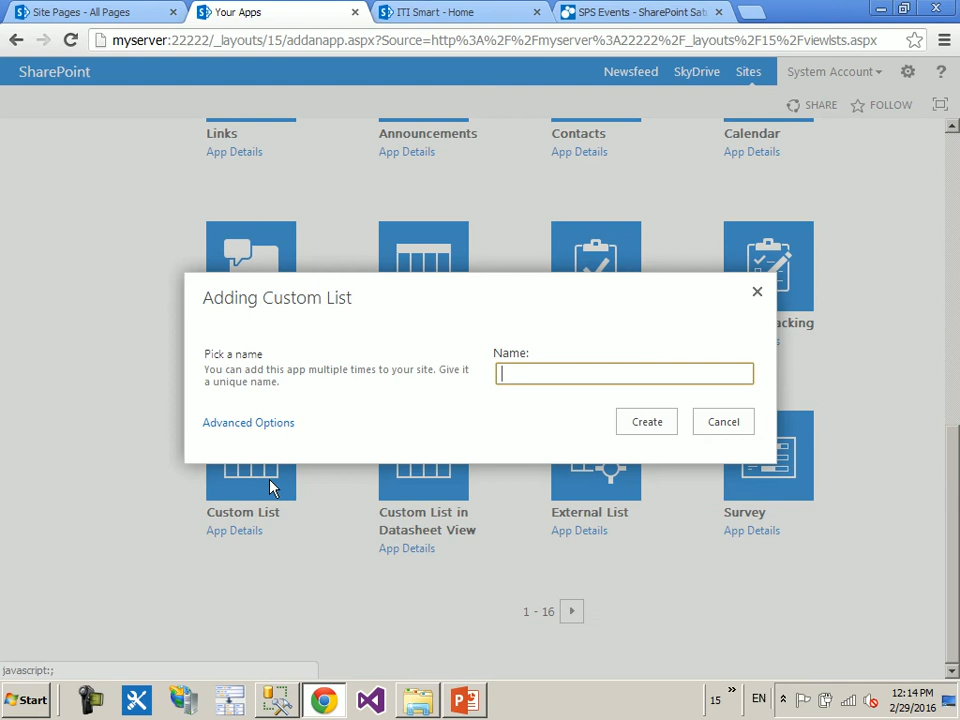 Site Pages - All Pages
Your Apps
ITI Smart - Home
SPS Events - SharePoint Satu
myserver:22222/_layouts/15/addanapp.aspx?Source=http%3A%2F%2Fmyserver%3A22222%2F_layouts%2F15%2Fviewlsts.aspx
SharePoint
Newsfeed SkyDrive Sites System Account ?
SHARE FOLLOW
Links Announcements Contacts Calendar
App Details App Details App Details App Details
Adding Custom List
acking
Pick a name
Name:
You can add this app multiple times to your site. Give it
a unique name.
Advanced Options
Create Cancel
Custom List
App Details
Custom List in
Datasheet View
App Details
External List
App Details
Survey
App Details
1 - 16
javascript:;
Start
15
EN
12:14 PM
2/29/2016